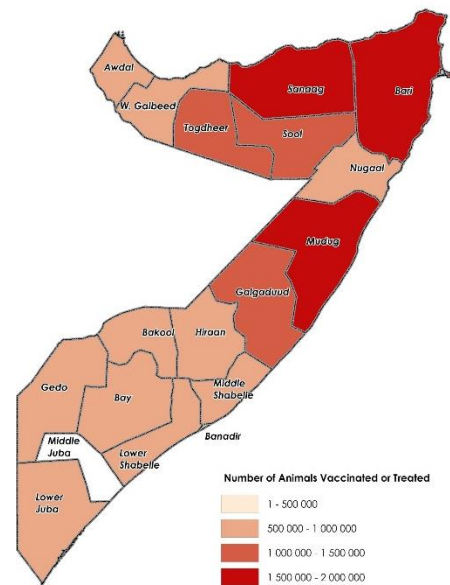 Awdal
W. Galbeed
Sanaag
Bari
Togdheer
Sool
Nugaal
Mudug
Galgaduud
Bakool
Hiraan
Gedo
Bay
Middle
Shabelle
Middle
Juba
Lower
Shabelle
Banadir
Lower
Juba
Number of Animals Vaccinated or Treated
1 - 500 000
500 000 - 1 000 000
1 000 000 - 1 500 000
1 500 000 - 2 000 000